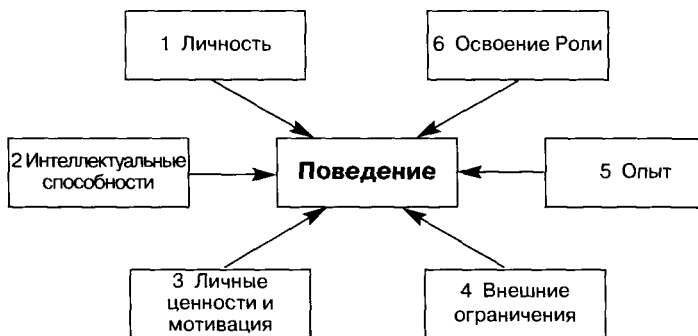 1 Личность
6 Освоение Роли
2 Интеллектуальные
способности
Поведение
5 Опыт
3 Личные
ценности и
мотивация
4 Внешние
ограничения